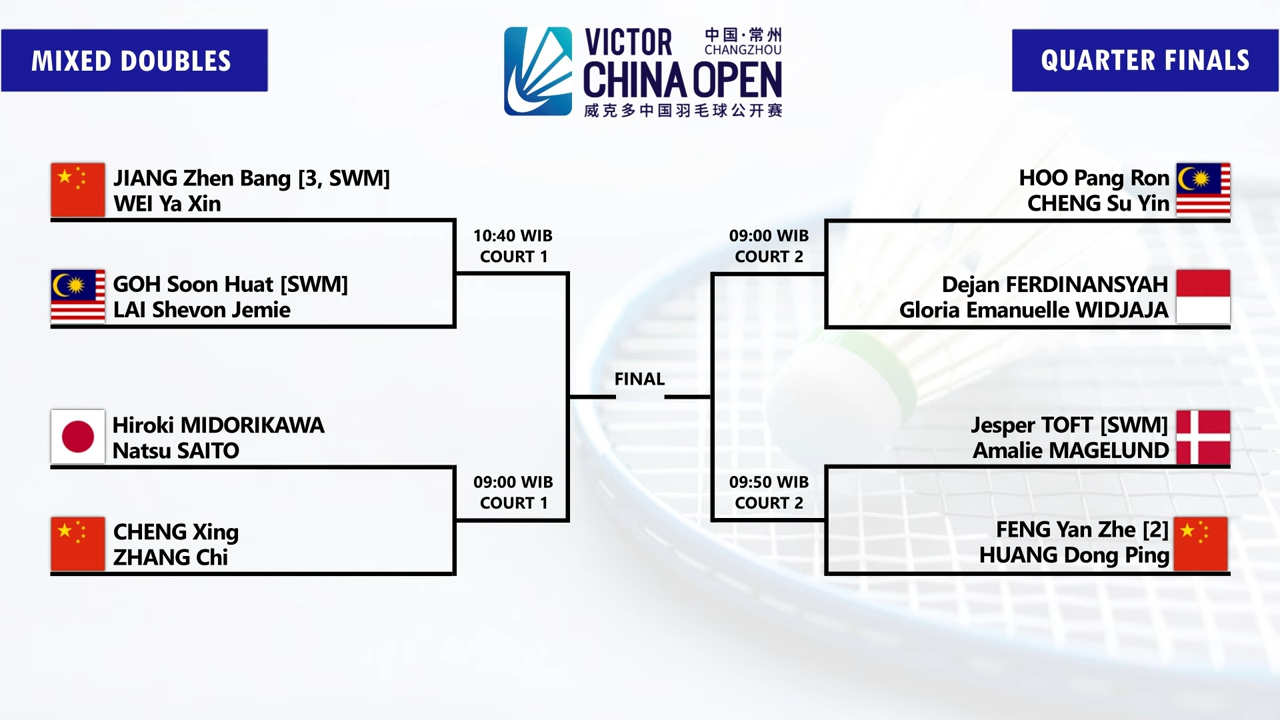 MIXED DOUBLES
VICTOR
中国·常州
CHANGZHOU
CHINA OPEN
威克多中国羽毛球公开赛
QUARTER FINALS
JIANG Zhen Bang [3, SWM]
WEI Ya Xin
10:40 WIB
COURT 1
GOH Soon Huat [SWM]
LAI Shevon Jemie
Hiroki MIDORIKAWA
Natsu SAITO
09:00 WIB
COURT 1
CHENG Xing
ZHANG Chi
FINAL
HOO Pang Ron
CHENG Su Yin
09:00 WIB
COURT 2
Dejan FERDINANSYAH
Gloria Emanuelle WIDJAJA
Jesper TOFT [SWM]
Amalie MAGELUND
09:50 WIB
COURT 2
FENG Yan Zhe [2]
HUANG Dong Ping